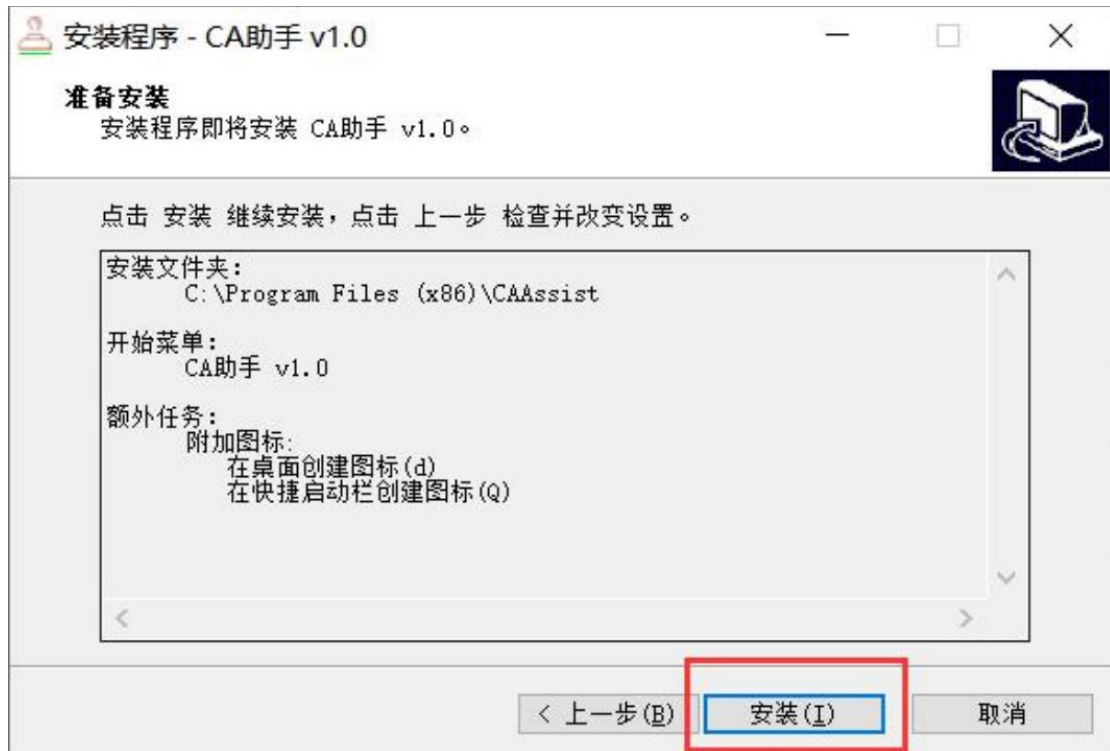 安装程序 - CA助手 v1.0
准备安装
安装程序即将安装 CA助手 v1.0。
点击 安装 继续安装，点击 上一步 检查并改变设置。
安装文件夹：
C:\Program Files (x86)\CAAssist
开始菜单：
CA助手 v1.0
额外任务：
附加图标:
在桌面创建图标(d)
在快捷启动栏创建图标(Q)
< 上一步(B) 安装(I) 取消